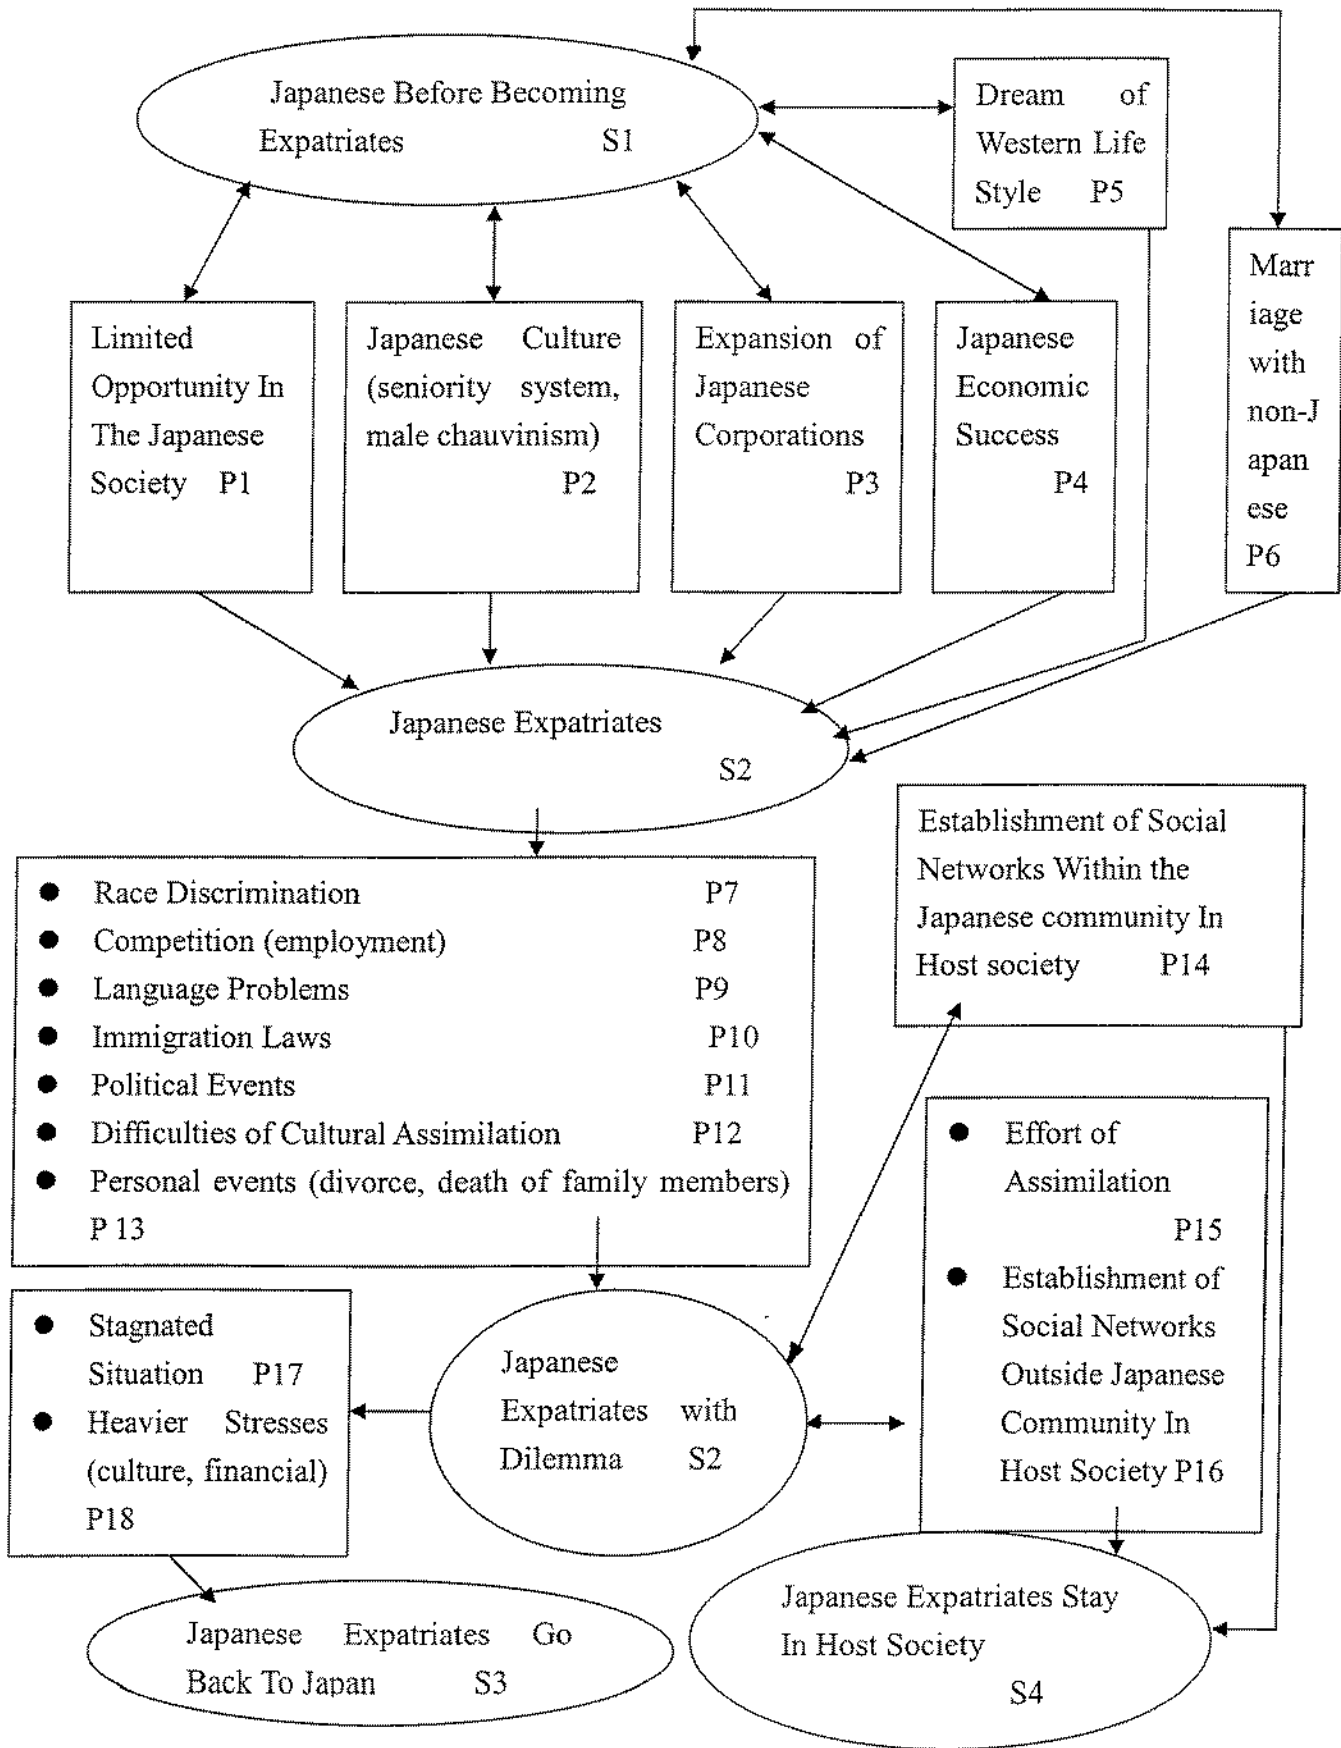 Japanese Before Becoming
Expatriates S1
Dream of
Western Life
Style P5
Limited
Opportunity In
The Japanese
Society P1
Japanese Culture
(seniority system,
male chauvinism)
P2
Expansion of
Japanese
Corporations
P3
Japanese
Economic
Success
P4
Marr
iage
with
non-J
apan
ese
P6
Japanese Expatriates
S2
Establishment of Social
Networks Within the
Japanese community In
Host society P14
● Race Discrimination P7
● Competition (employment) P8
● Language Problems P9
● Immigration Laws P10
● Political Events P11
● Difficulties of Cultural Assimilation P12
● Personal events (divorce, death of family members)
P 13
● Effort of
Assimilation
P15
● Establishment of
Social Networks
Outside Japanese
Community In
Host Society P16
● Stagnated
Situation P17
● Heavier Stresses
(culture, financial)
P18
Japanese
Expatriates with
Dilemma S2
Japanese Expatriates Go
Back To Japan S3
Japanese Expatriates Stay
In Host Society
S4